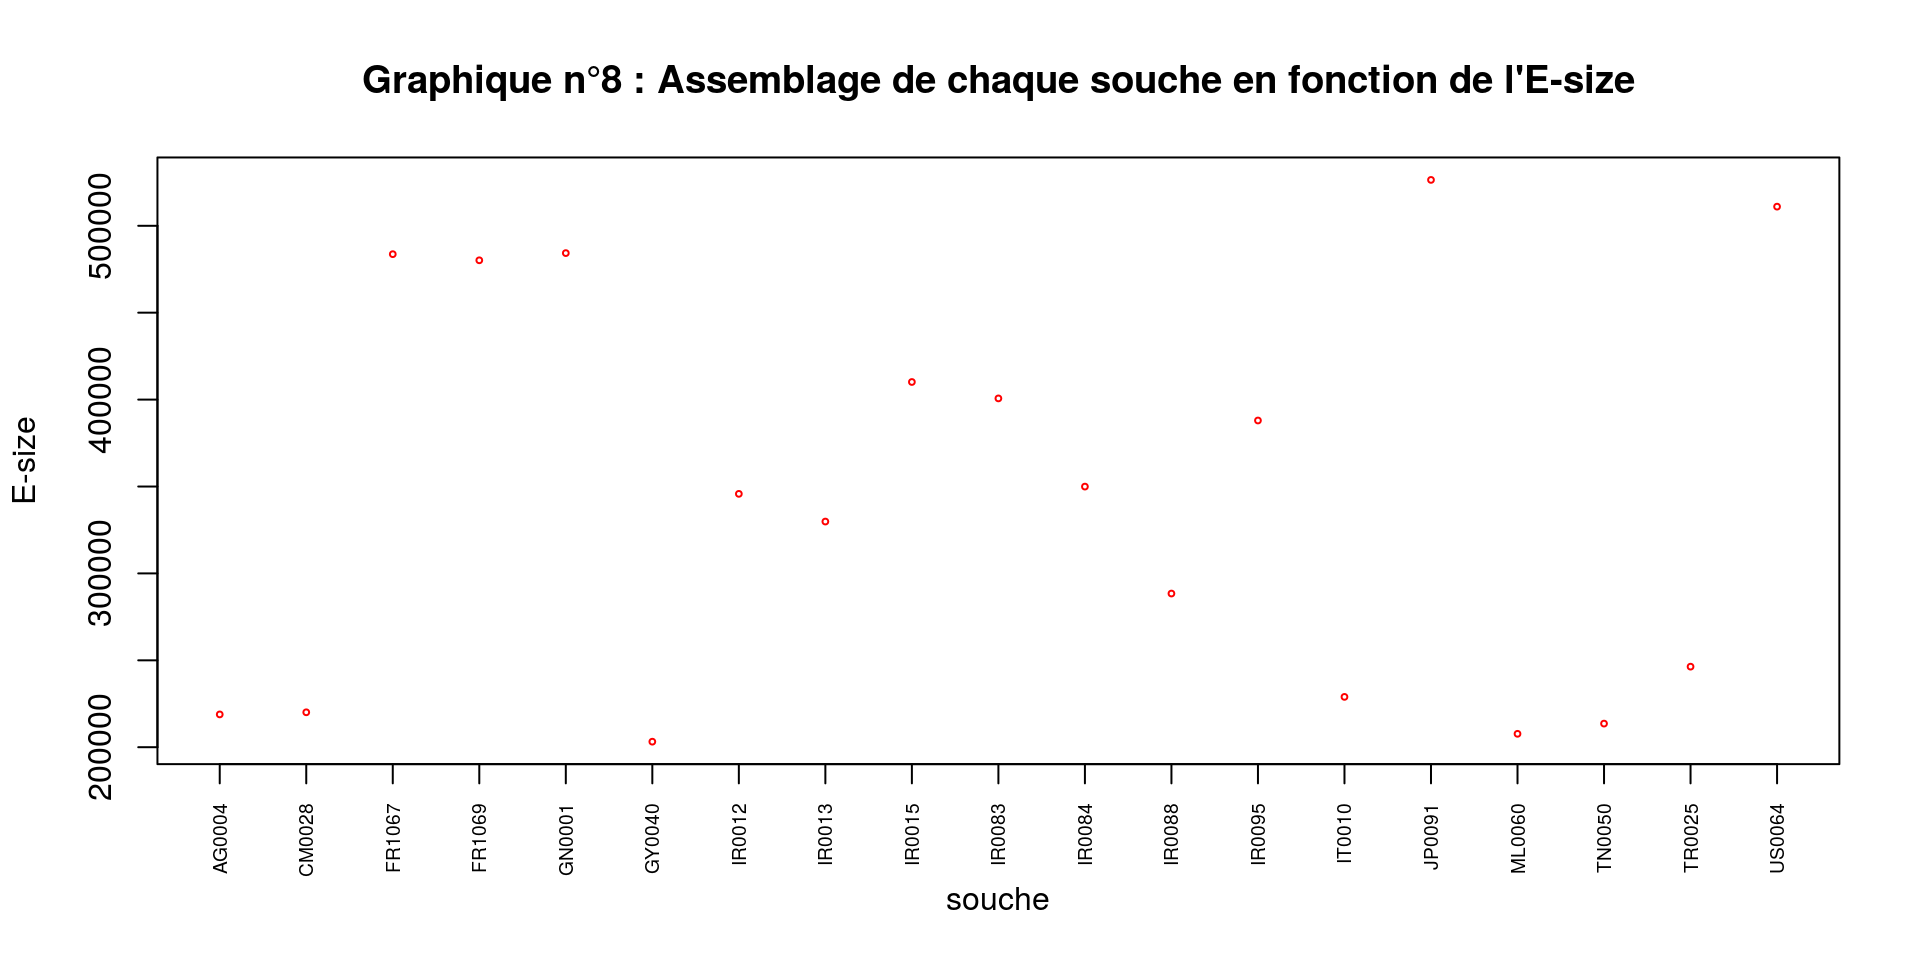 Graphique n°8 : Assemblage de chaque souche en fonction de l'E-size
E-size
500000
400000
300000
200000
AG0004
CM0028
FR1067
FR1069
GN0001
GY0040
IR0012
IR0013
IR0015
IR0083
IR0084
IR0088
IR0095
IT0010
JP0091
ML0060
TN0050
TR0025
US0064
souche